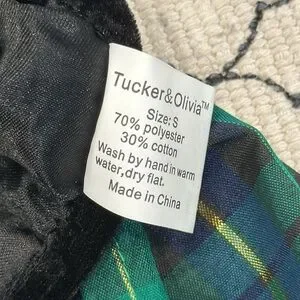 Tucker&Olivia™
Size: S
70% polyester
30% cotton
Wash by hand in warm
water,dry flat.
Made in China